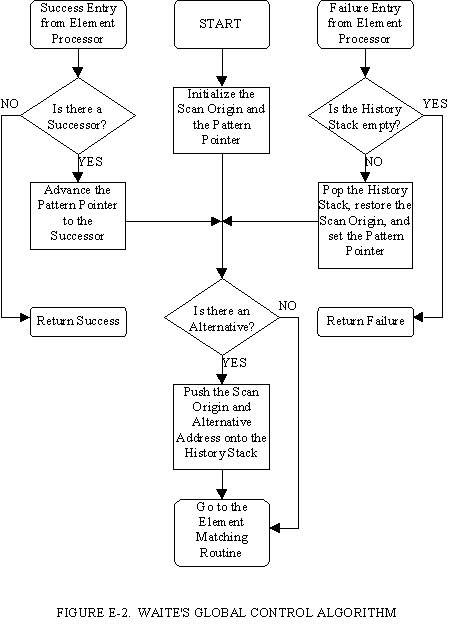 Success Entry
from Element
Processor
START
Failure Entry
from Element
Processor
NO
Is there a
Successor?
YES
Initialize the
Scan Origin and
the Pattern
Pointer
Is the History
Stack empty?
YES
NO
Advance the
Pattern Pointer
to the
Successor
Pop the History
Stack, restore the
Scan Origin, and
set the Pattern
Pointer
Return Success
Is there an
Alternative?
NO
YES
Return Failure
Push the Scan
Origin and
Alternative
Address onto the
History Stack
Go to the
Element
Matching
Routine
FIGURE E-2. WAITE'S GLOBAL CONTROL ALGORITHM